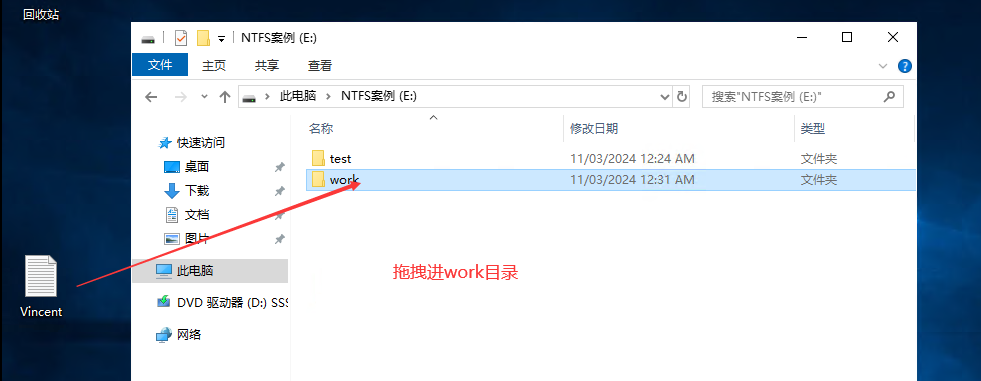 回收站
NTFS案例 (E:)
文件 主页 共享 查看
此电脑 NTFS案例 (E:) 搜索"NTFS案例 (E:)"
名称 修改日期 类型
快速访问
桌面
下载
文档
图片
此电脑
DVD 驱动器 (D:) SSS
网络
test 11/03/2024 12:24 AM 文件夹
work 11/03/2024 12:31 AM 文件夹
拖拽进work目录
Vincent